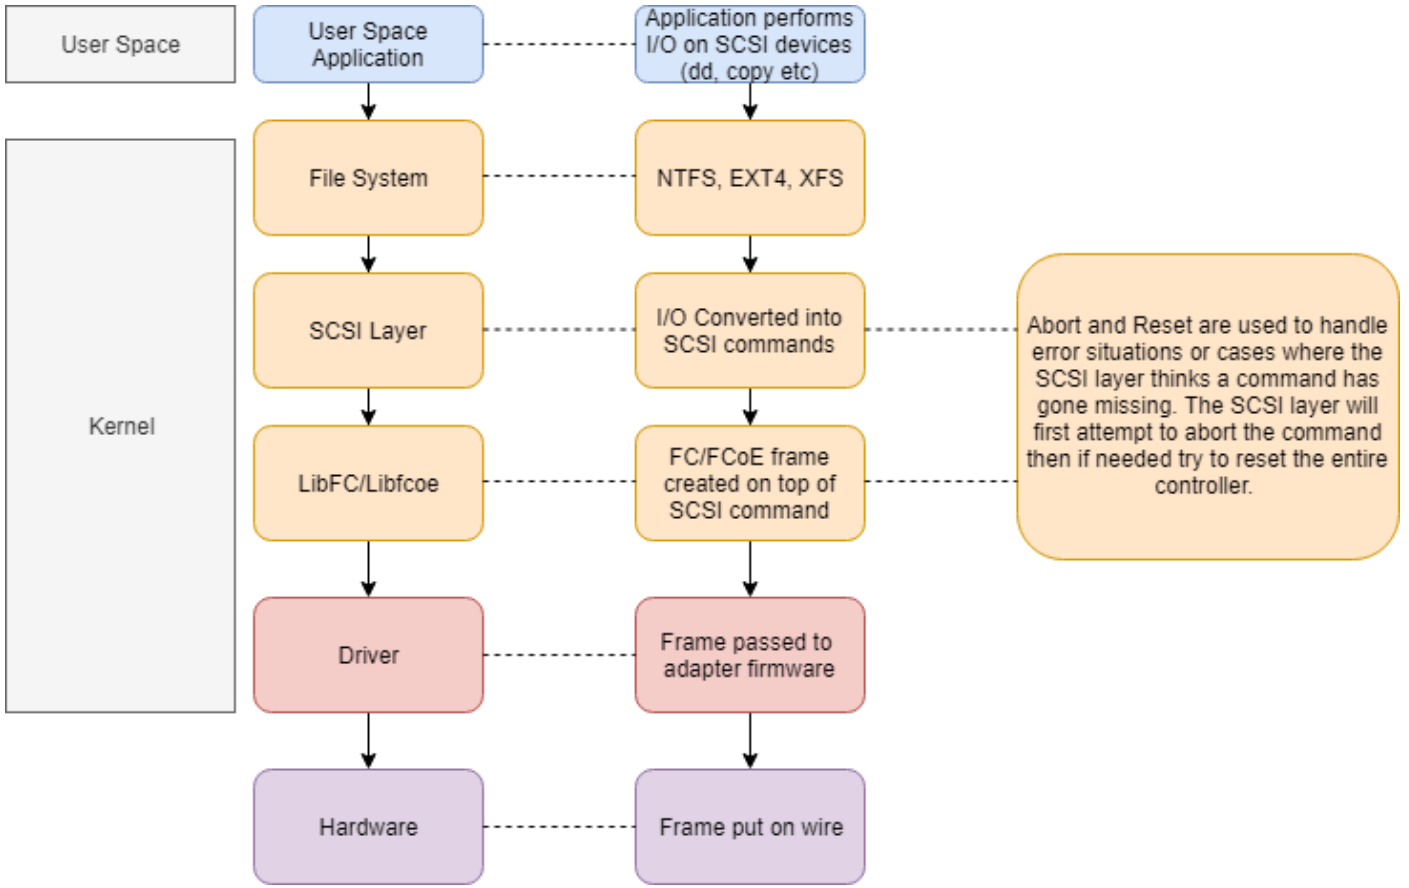 User Space
User Space
Application
Application performs
I/O on SCSI devices
(dd, copy etc)
File System
NTFS, EXT4, XFS
SCSI Layer
I/O Converted into
SCSI commands
Abort and Reset are used to handle
error situations or cases where the
SCSI layer thinks a command has
gone missing. The SCSI layer will
first attempt to abort the command
then if needed try to reset the entire
controller.
Kernel
LibFC/Libfcoe
FC/FCoE frame
created on top of
SCSI command
Driver
Frame passed to
adapter firmware
Hardware
Frame put on wire